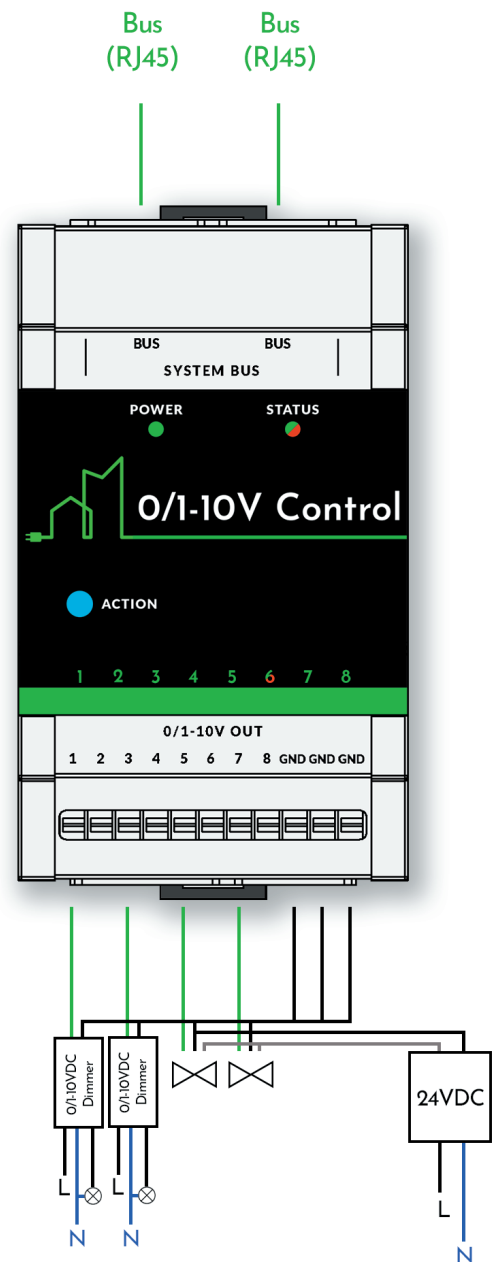 Bus Bus
(RJ45) (RJ45)
BUS BUS
SYSTEM BUS
POWER STATUS
0/1-10V Control
ACTION
1 2 3 4 5 6 7 8
0/1-10V OUT
1 2 3 4 5 6 7 8 GND GND GND
0/1-10VDC
Dimmer
0/1-10VDC
Dimmer
24VDC
L L
L
N N
N